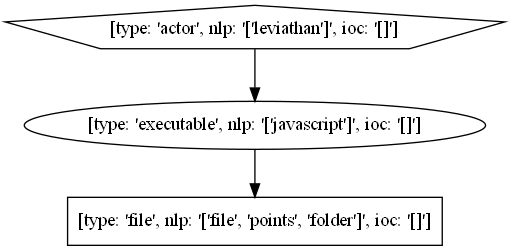 [type: 'actor', nlp: '['leviathan']', ioc: '[]']
[type: 'executable', nlp: '['javascript']', ioc: '[]']
[type: 'file', nlp: '['file', 'points', 'folder']', ioc: '[]']